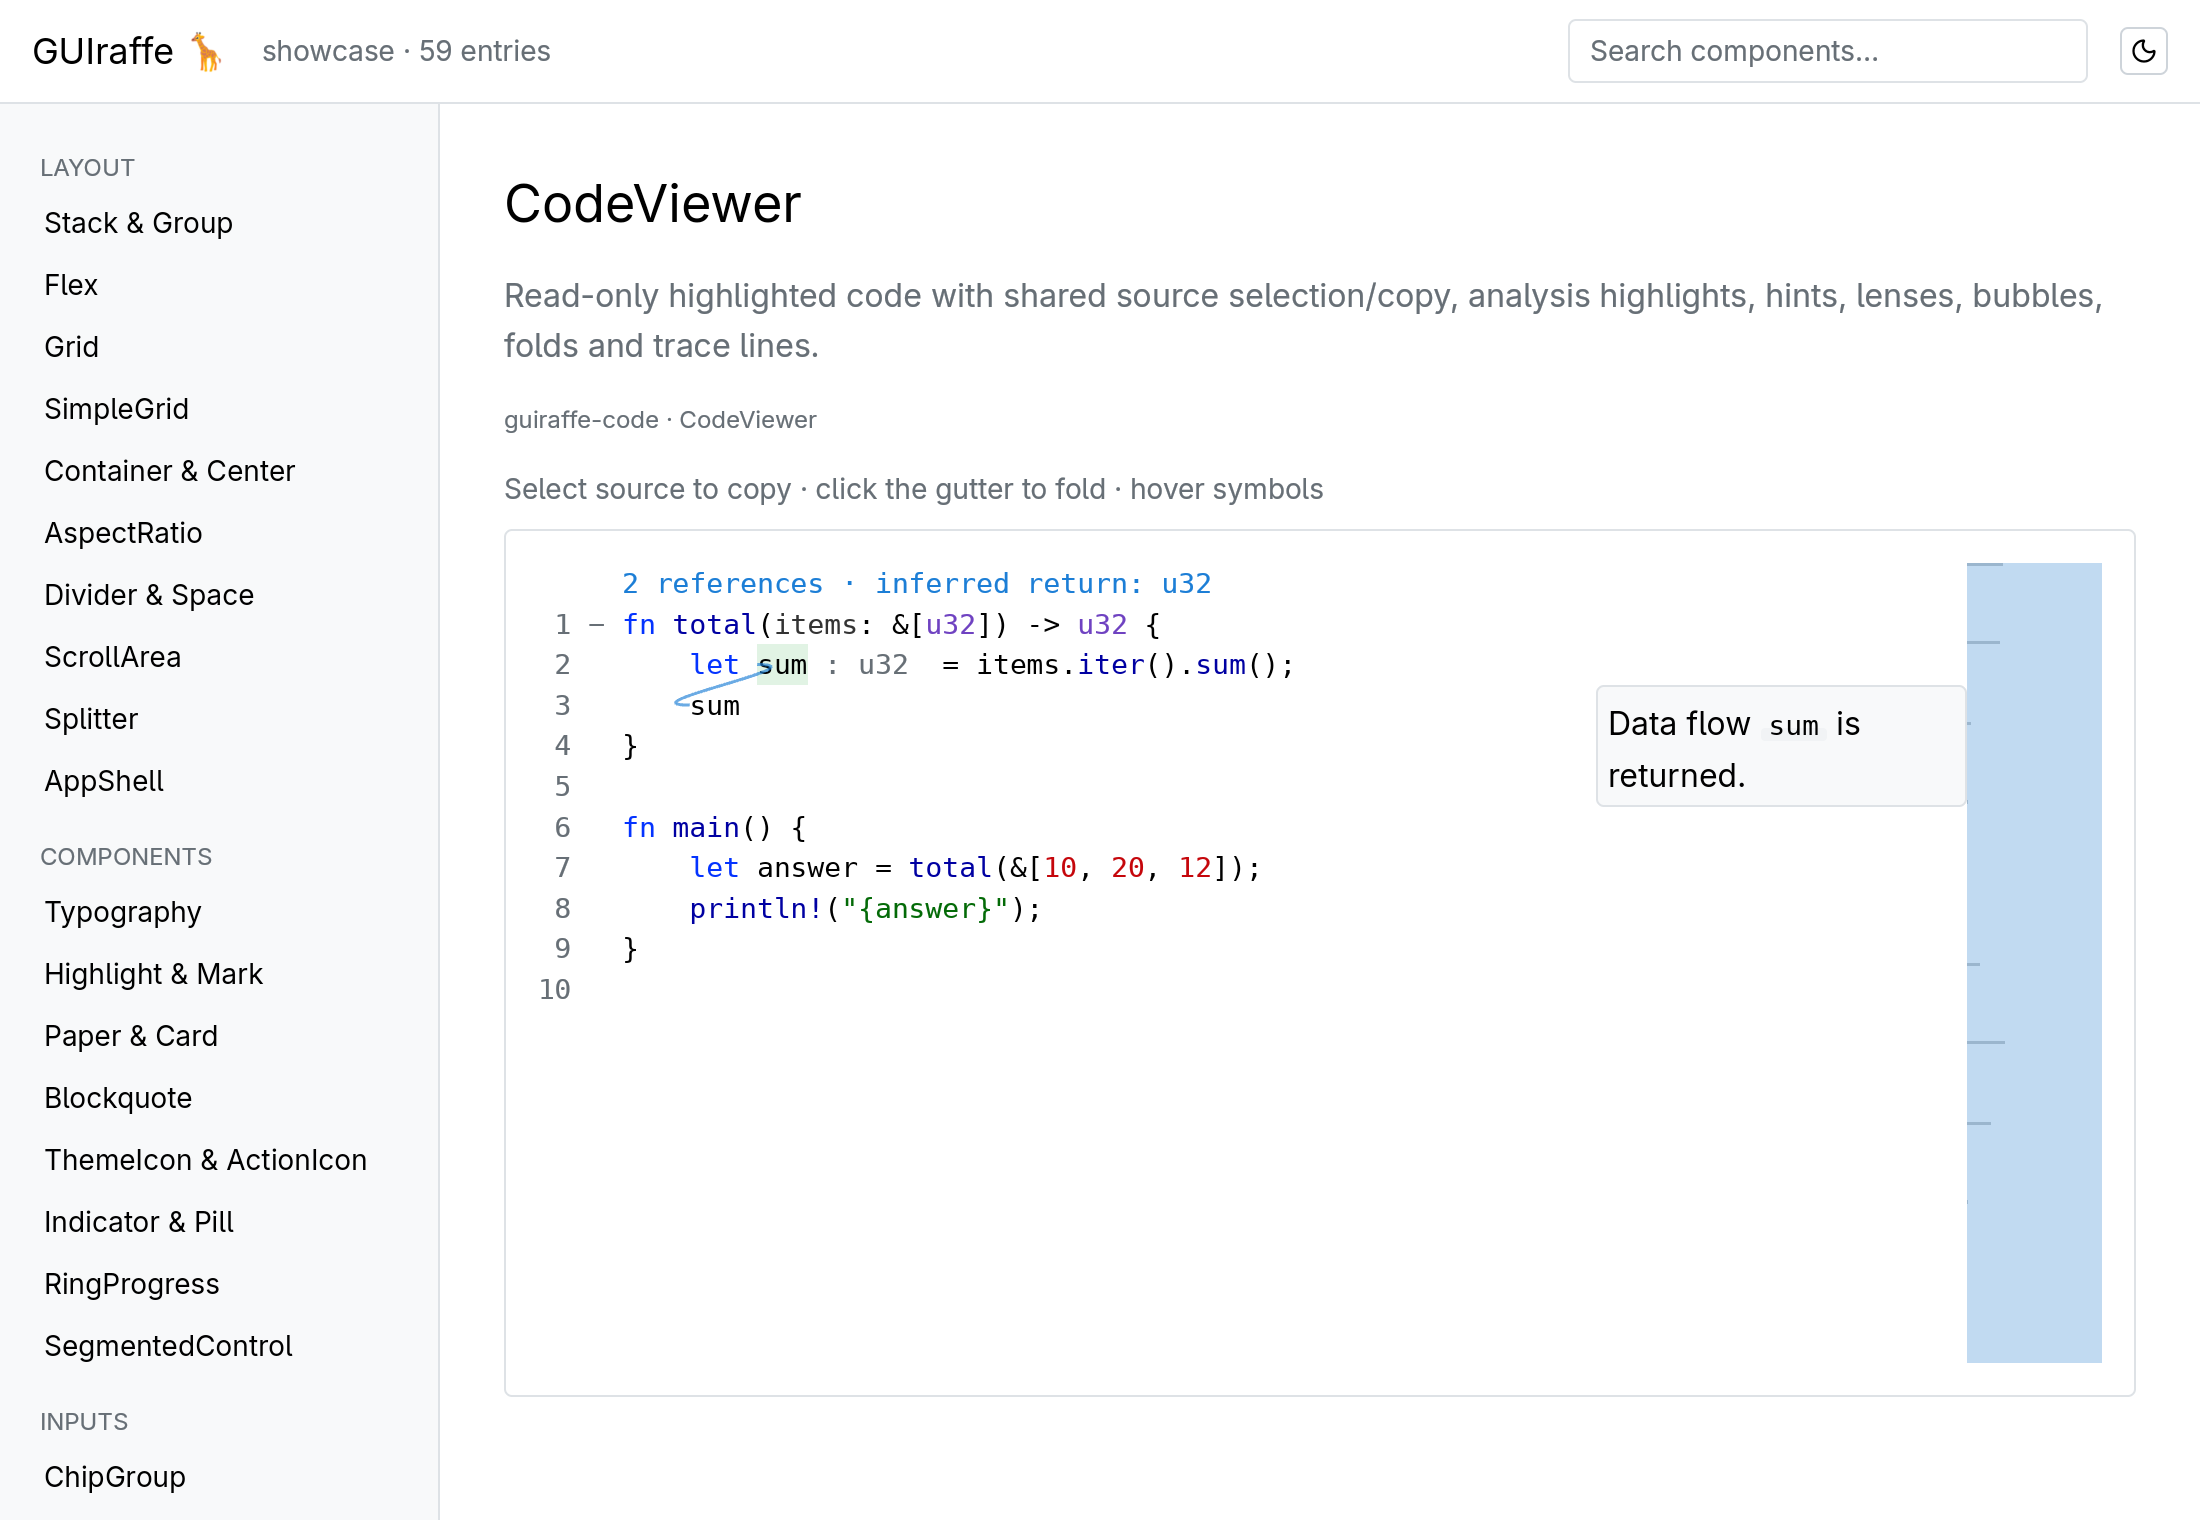 GUIraffe 🦒 showcase · 59 entries Search components...
LAYOUT
Stack & Group
Flex
Grid
SimpleGrid
Container & Center
AspectRatio
Divider & Space
ScrollArea
Splitter
AppShell
COMPONENTS
Typography
Highlight & Mark
Paper & Card
Blockquote
ThemeIcon & ActionIcon
Indicator & Pill
RingProgress
SegmentedControl
INPUTS
ChipGroup
CodeViewer
Read-only highlighted code with shared source selection/copy, analysis highlights, hints, lenses, bubbles,
folds and trace lines.
guiraffe-code · CodeViewer
Select source to copy · click the gutter to fold · hover symbols
2 references · inferred return: u32
1 – fn total(items: &[u32]) -> u32 {
2     let sum : u32  = items.iter().sum();
3     sum
4 }
5
6 fn main() {
7     let answer = total(&[10, 20, 12]);
8     println!("{answer}");
9 }
10
Data flow sum is
returned.